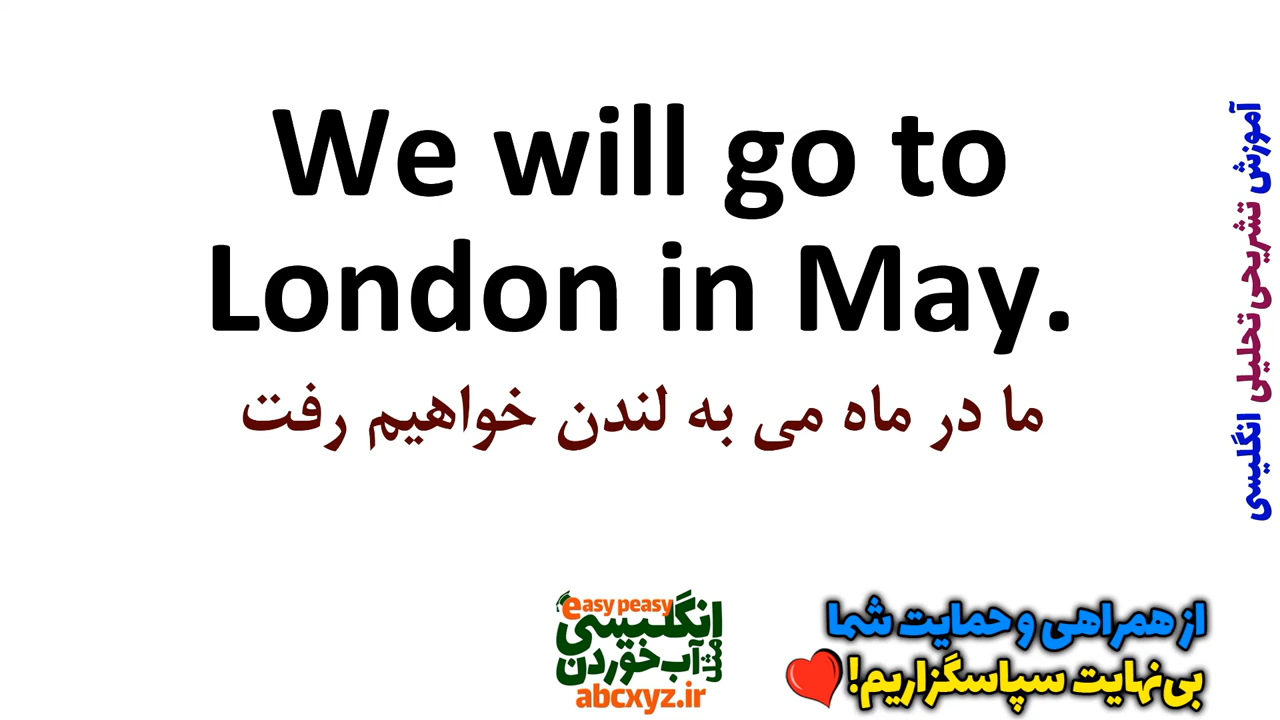 We will go to
London in May.
ما در ماه می به لندن خواهیم رفت
آموزش تشریحی تحلیلی انگلیسی
easy peasy
انگلیسی
مثل آب خوردن
abcxyz.ir
از همراهی و حمایت شما
بی‌نهایت سپاسگزاریم!